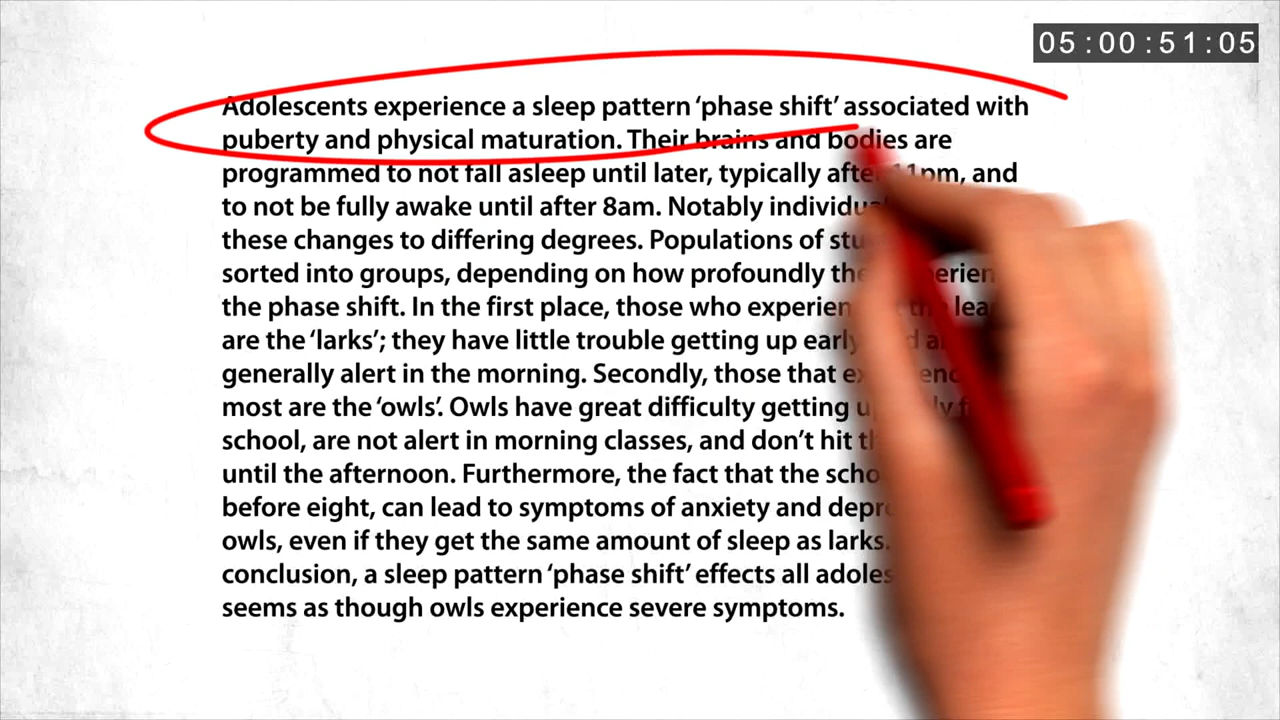 05:00:51:05
Adolescents experience a sleep pattern ‘phase shift’ associated with
puberty and physical maturation. Their brains and bodies are
programmed to not fall asleep until later, typically after 11pm, and
to not be fully awake until after 8am. Notably
these changes to differing degrees. Populations of
sorted into groups, depending on how profoundly
the phase shift. In the first place, those who
are the ‘larks’; they have little trouble getting up early
generally alert in the morning. Secondly, those that
most are the ‘owls’. Owls have great difficulty getting
school, are not alert in morning classes, and don’t hit
until the afternoon. Furthermore, the fact that the
before eight, can lead to symptoms of anxiety and
owls, even if they get the same amount of sleep as larks.
conclusion, a sleep pattern ‘phase shift’ effects all
seems as though owls experience severe symptoms.